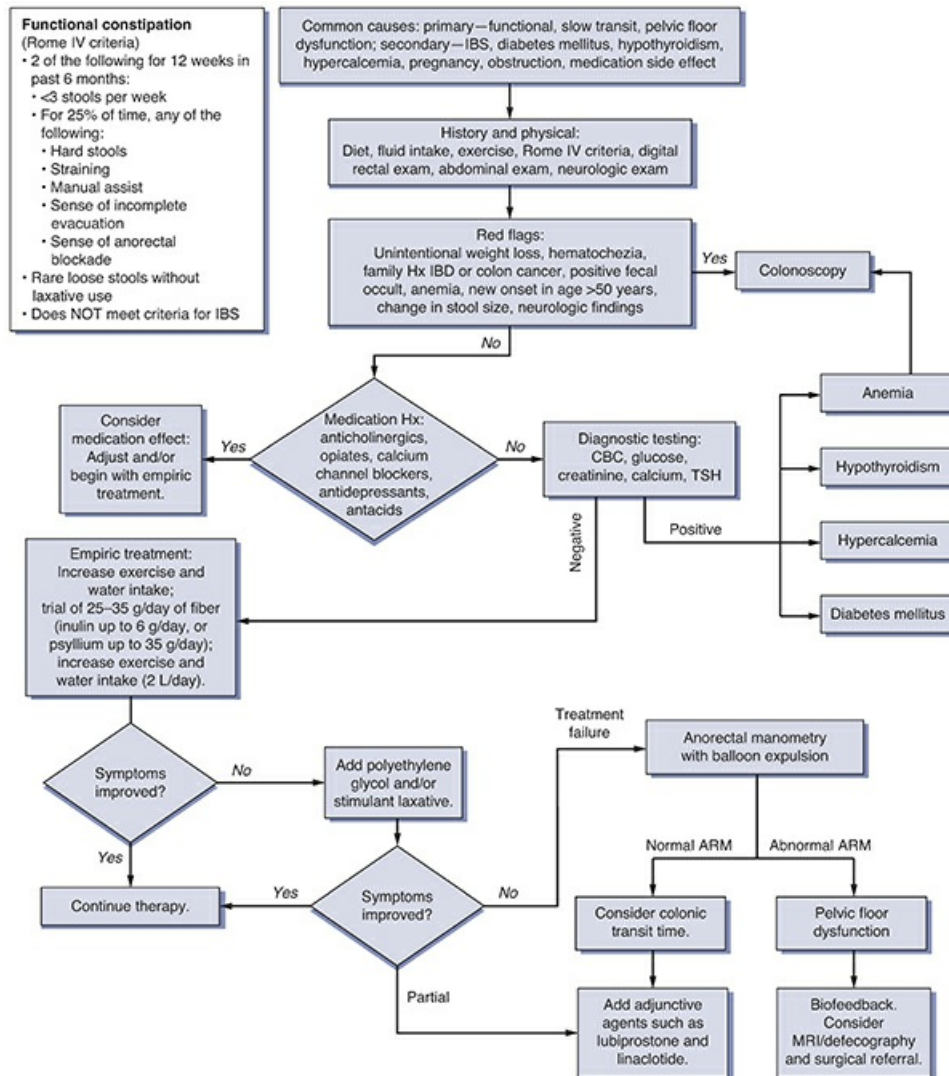 Functional constipation
(Rome IV criteria)
• 2 of the following for 12 weeks in
past 6 months:
• <3 stools per week
• For 25% of time, any of the
following:
• Hard stools
• Straining
• Manual assist
• Sense of incomplete
evacuation
• Sense of anorectal
blockade
• Rare loose stools without
laxative use
• Does NOT meet criteria for IBS
Common causes: primary—functional, slow transit, pelvic floor
dysfunction; secondary—IBS, diabetes mellitus, hypothyroidism,
hypercalcemia, pregnancy, obstruction, medication side effect
History and physical:
Diet, fluid intake, exercise, Rome IV criteria, digital
rectal exam, abdominal exam, neurologic exam
Red flags:
Unintentional weight loss, hematochezia,
family Hx IBD or colon cancer, positive fecal
occult, anemia, new onset in age >50 years,
change in stool size, neurologic findings
Yes
Colonoscopy
No
Medication Hx:
anticholinergics,
opiates, calcium
channel blockers,
antidepressants,
antacids
Yes
Consider
medication effect:
Adjust and/or
begin with empiric
treatment.
No
Diagnostic testing:
CBC, glucose,
creatinine, calcium, TSH
Negative
Positive
Anemia
Hypothyroidism
Hypercalcemia
Diabetes mellitus
Empiric treatment:
Increase exercise and
water intake;
trial of 25–35 g/day of fiber
(inulin up to 6 g/day, or
psyllium up to 35 g/day);
increase exercise and
water intake (2 L/day).
Symptoms
improved?
No
Yes
Add polyethylene
glycol and/or
stimulant laxative.
Continue therapy.
Yes
Symptoms
improved?
No
Partial
Treatment
failure
Anorectal manometry
with balloon expulsion
Normal ARM
Abnormal ARM
Consider colonic
transit time.
Pelvic floor
dysfunction
Add adjunctive
agents such as
lubiprostone and
linaclotide.
Biofeedback.
Consider
MRI/defecography
and surgical referral.